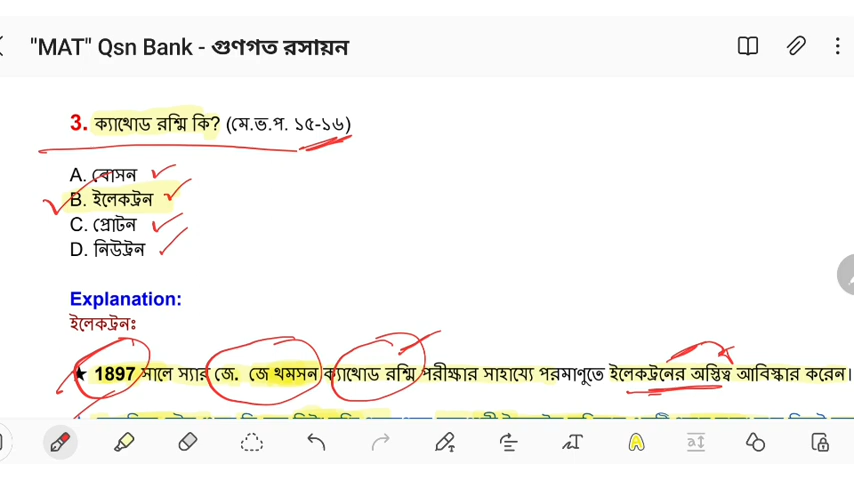 "MAT" Qsn Bank - গুণগত রসায়ন
3. ক্যাথোড রশ্মি কি? (মে.ভ.প. ১৫-১৬)
A. বোসন
B. ইলেকট্রন
C. প্রোটন
D. নিউট্রন
Explanation:
ইলেকট্রনঃ
★ 1897 সালে স্যার জে. জে থমসন ক্যাথোড রশ্মি পরীক্ষার সাহায্যে পরমাণুতে ইলেকট্রনের অস্তিত্ব আবিস্কার করেন।